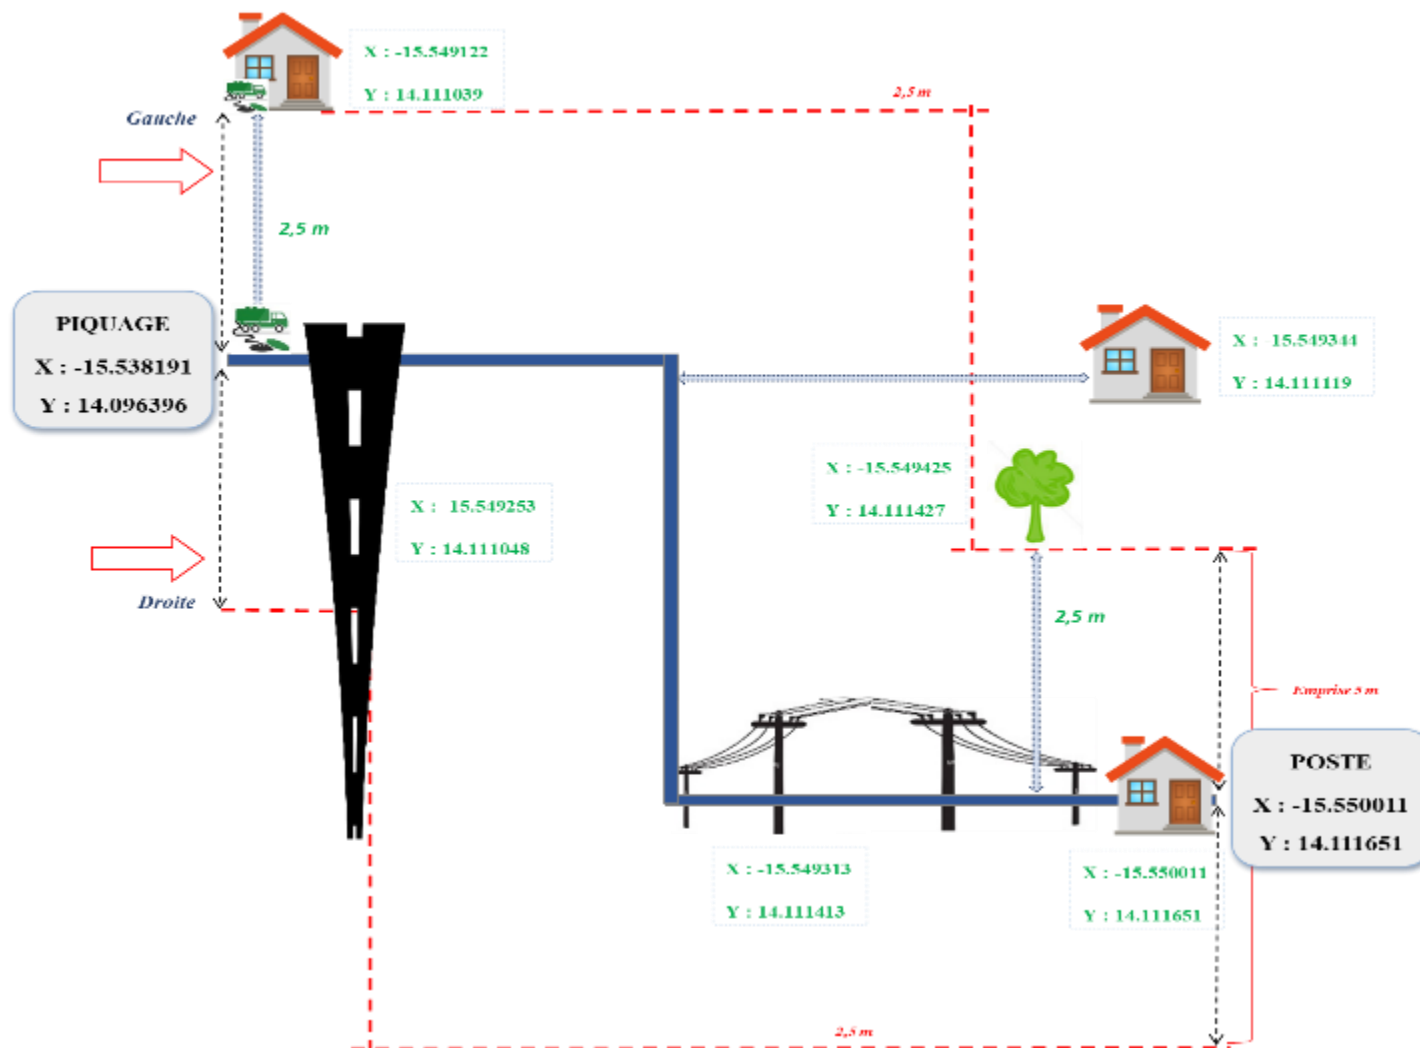 X : -15.549122
Y : 14.111039
2,5 m
Gauche
2,5 m
PIQUAGE
X : -15.538191
Y : 14.096396
X : 15.549344
Y : 14.111119
X : -15.549425
Y : 14.111427
X : 15.549253
Y : 14.111048
Droite
2,5 m
Emprise 5 m
POSTE
X : -15.550011
Y : 14.111651
X : -15.549313
Y : 14.111413
X : -15.550011
Y : 14.111651
2,5 m